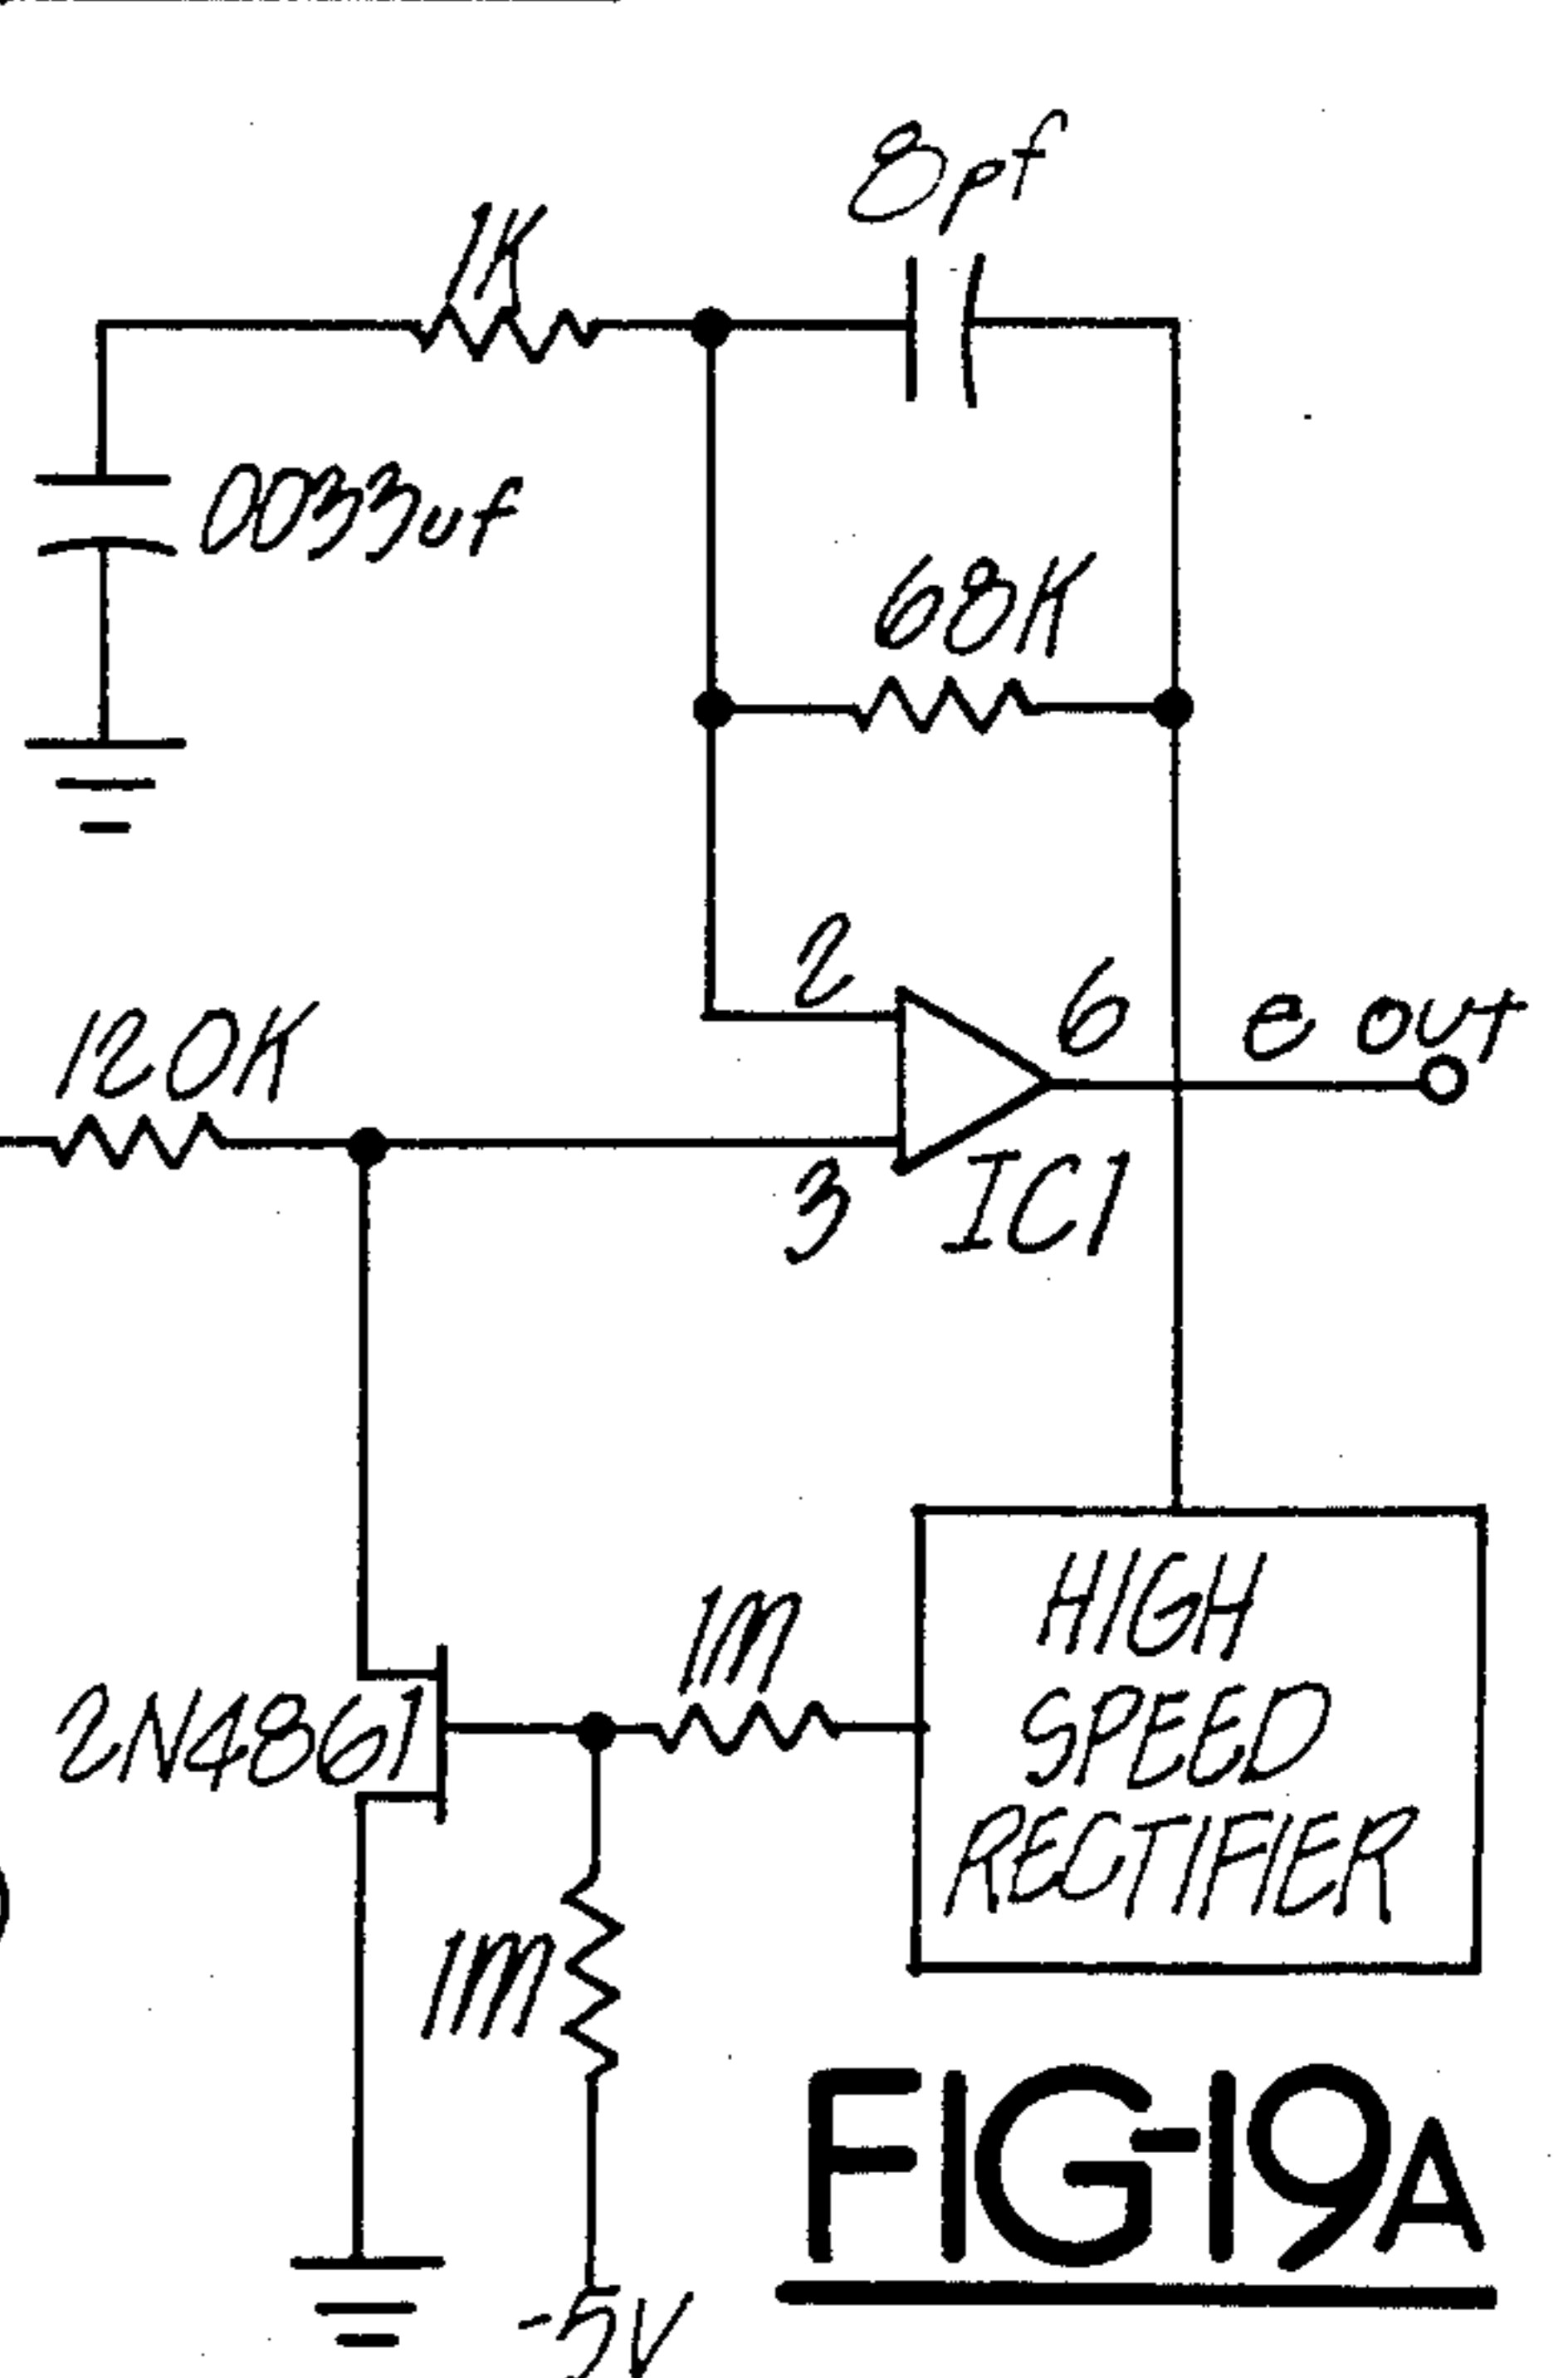 8pf
1K
0033uf
68K
2
6
e out
120K
3
IC1
1M
HIGH
SPEED
RECTIFIER
2N4861
1M
FIG-19A
-5V